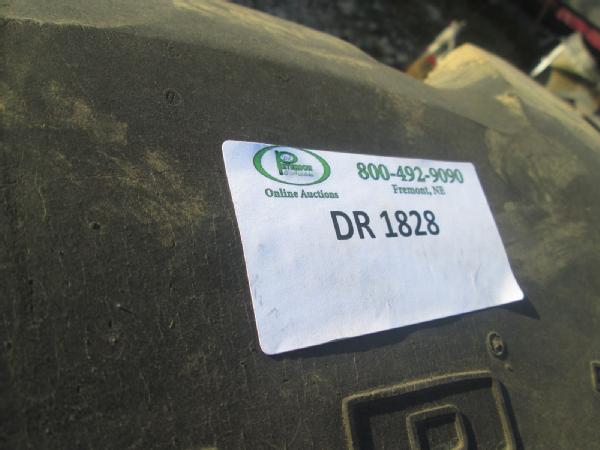 800-492-9090
Fremont, NE
Online Auctions
DR 1828
R